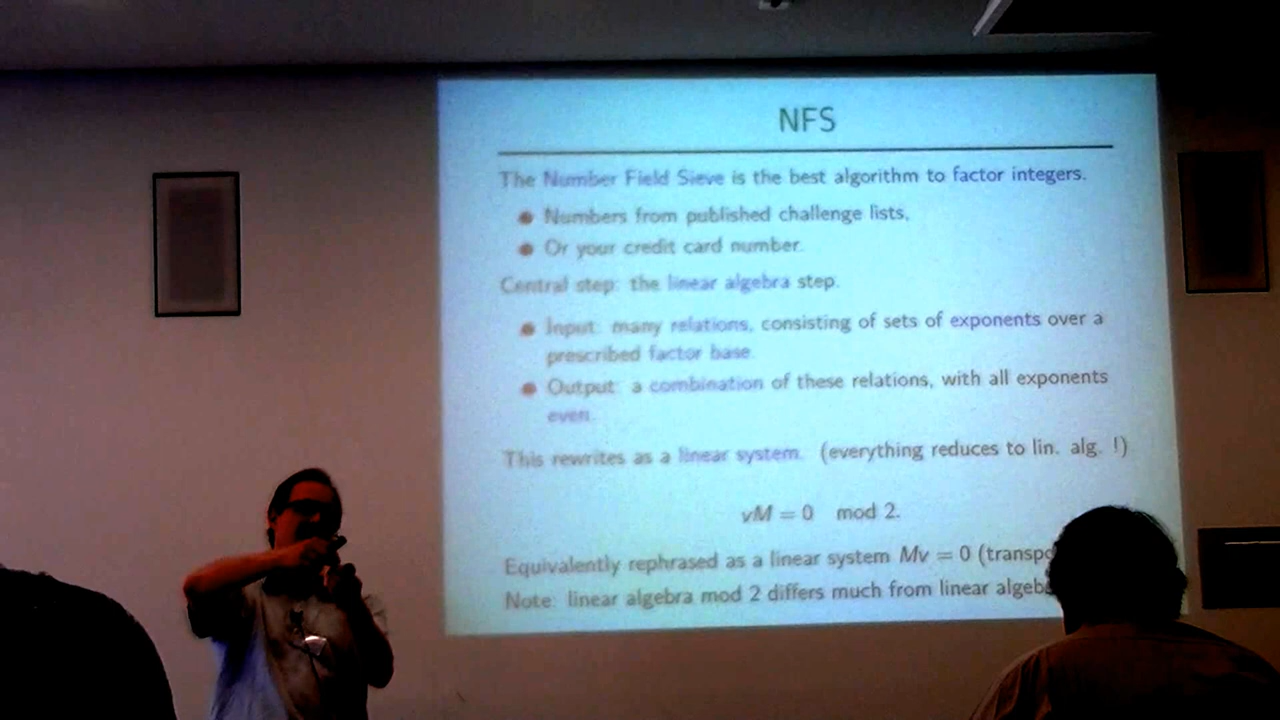 NFS
The Number Field Sieve is the best algorithm to factor integers.
Numbers from published challenge lists,
Or your credit card number.
Central step: the linear algebra step.
Input: many relations, consisting of sets of exponents over a
prescribed factor base.
Output: a combination of these relations, with all exponents
even.
This rewrites as a linear system. (everything reduces to lin. alg. !)
vM = 0 mod 2.
Equivalently rephrased as a linear system Mv = 0
Note: linear algebra mod 2 differs much from linear